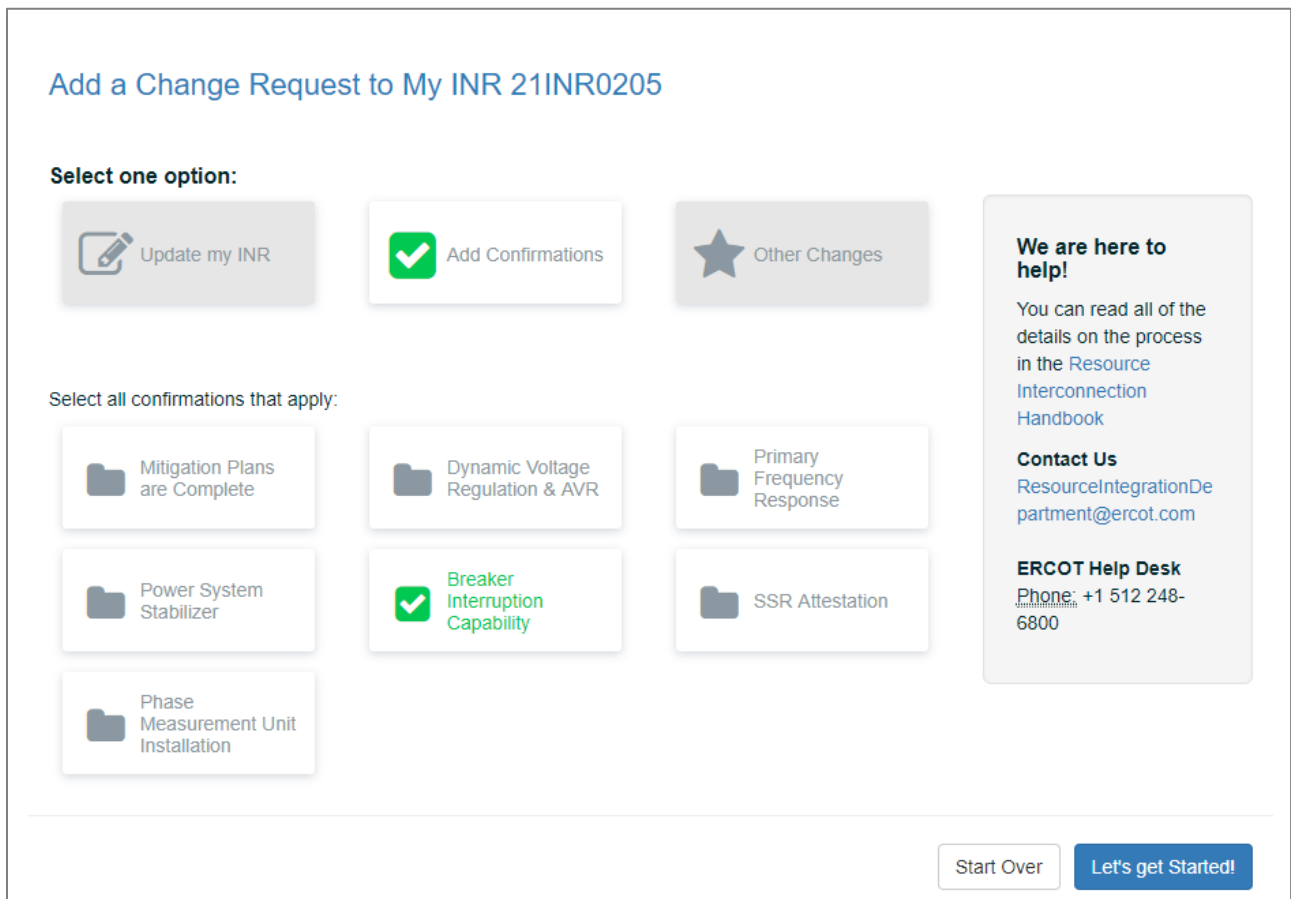 Add a Change Request to My INR 21INR0205
Select one option:
Update my INR
Add Confirmations
Other Changes
Select all confirmations that apply:
Mitigation Plans
are Complete
Dynamic Voltage
Regulation & AVR
Primary
Frequency
Response
Power System
Stabilizer
Breaker
Interruption
Capability
SSR Attestation
Phase
Measurement Unit
Installation
We are here to
help!
You can read all of the
details on the process
in the Resource
Interconnection
Handbook
Contact Us
ResourceIntegrationDe
partment@ercot.com
ERCOT Help Desk
Phone: +1 512 248-
6800
Start Over
Let's get Started!